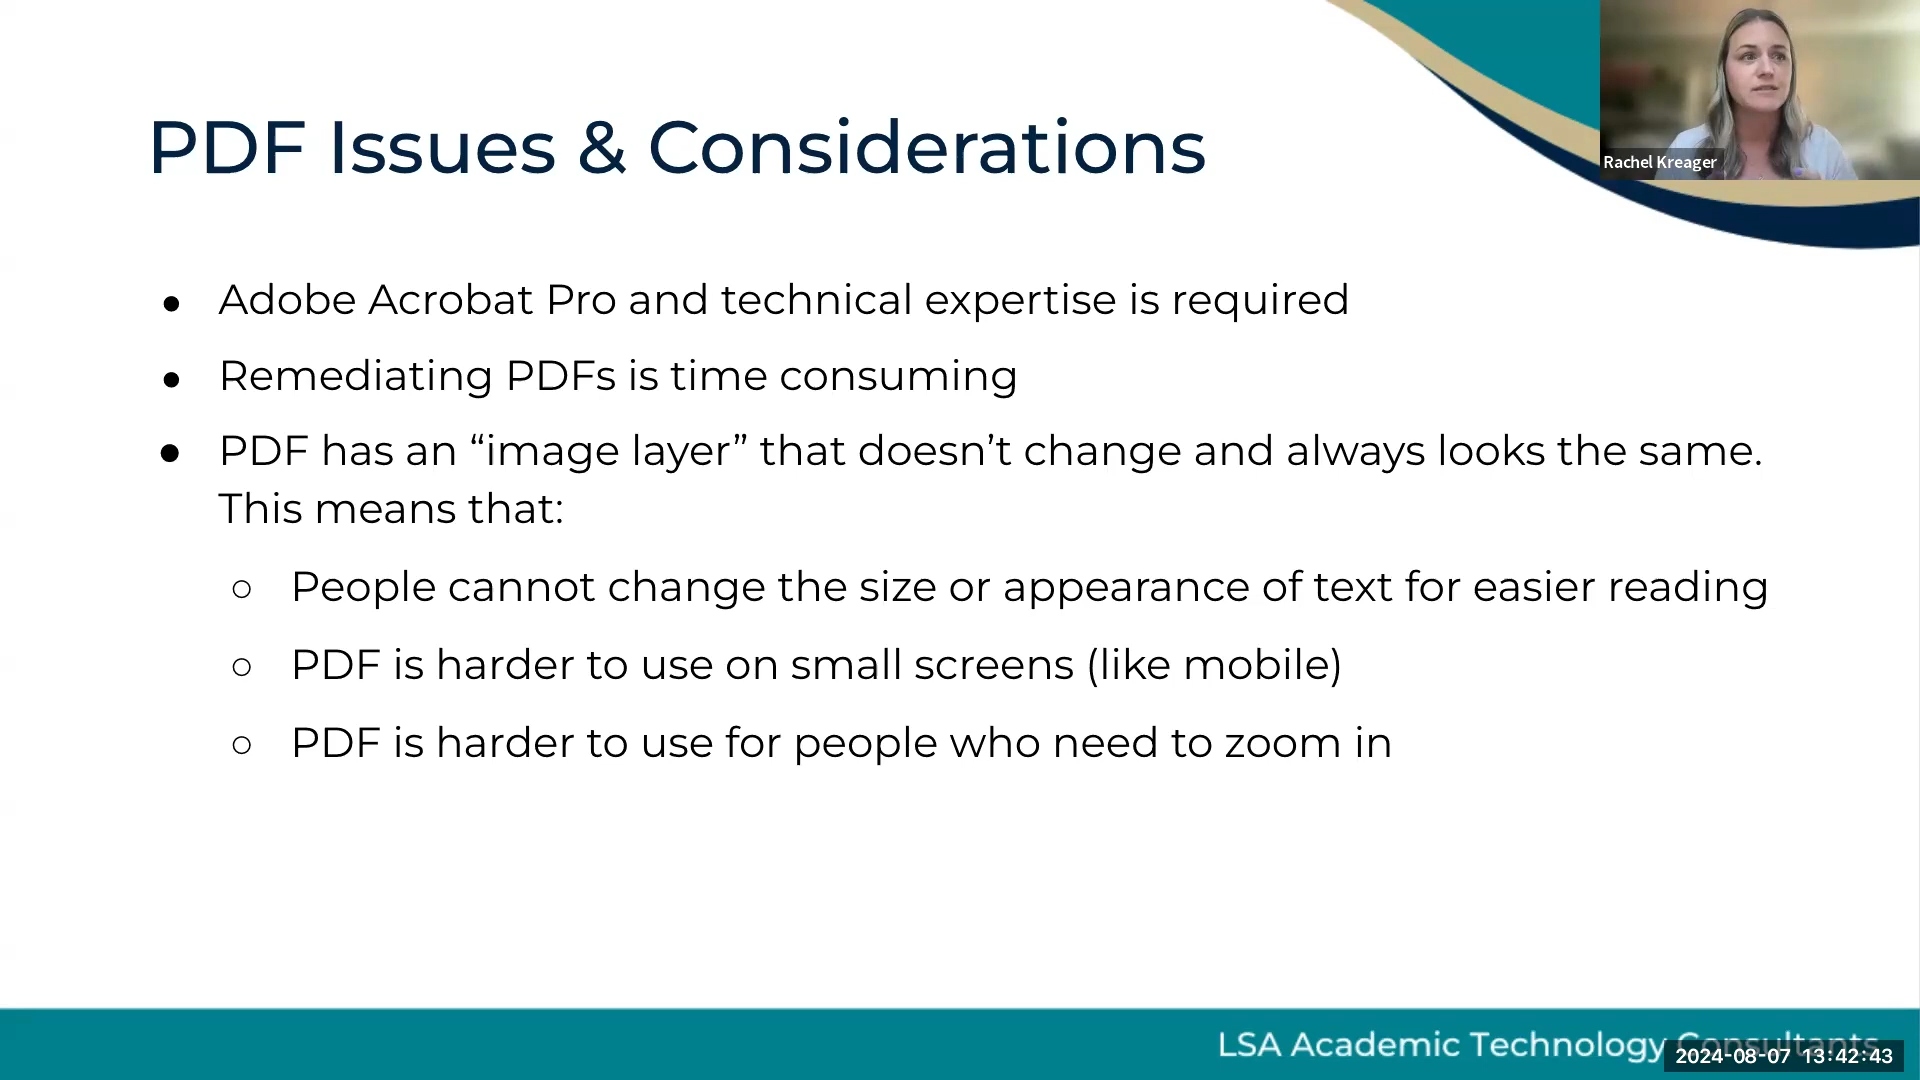 PDF Issues & Considerations
Rachel Kreager
● Adobe Acrobat Pro and technical expertise is required
● Remediating PDFs is time consuming
● PDF has an “image layer” that doesn’t change and always looks the same.
This means that:
○ People cannot change the size or appearance of text for easier reading
○ PDF is harder to use on small screens (like mobile)
○ PDF is harder to use for people who need to zoom in
LSA Academic Technology Consultants
2024-08-07 13:42:43